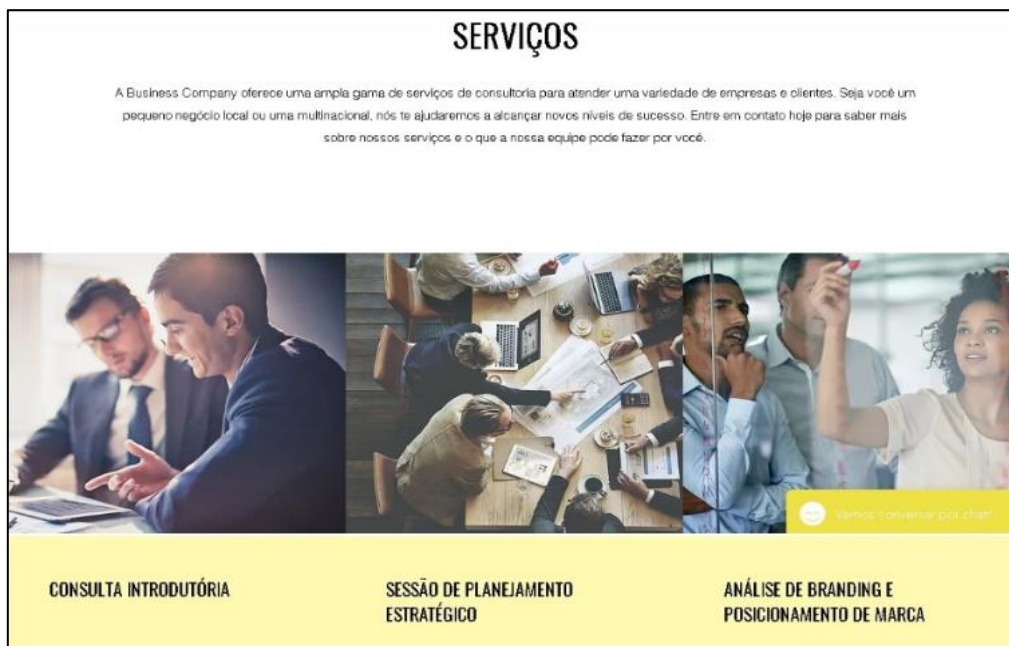 SERVIÇOS
A Business Company oferece uma ampla gama de serviços de consultoria para atender uma variedade de empresas e clientes. Seja você um
pequeno negócio local ou uma multinacional, nós te ajudaremos a alcançar novos níveis de sucesso. Entre em contato hoje para saber mais
sobre nossos serviços e o que a nossa equipe pode fazer por você.
Vamos conversar por chat!
CONSULTA INTRODUTÓRIA
SESSÃO DE PLANEJAMENTO
ESTRATÉGICO
ANÁLISE DE BRANDING E
POSICIONAMENTO DE MARCA